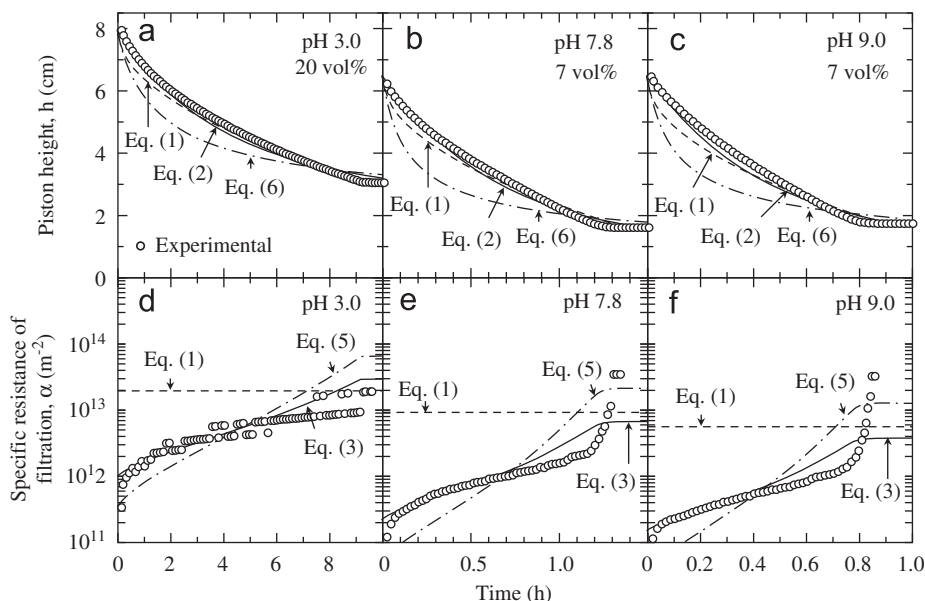 a
pH 3.0
20 vol%
b
pH 7.8
7 vol%
c
pH 9.0
7 vol%
Piston height, h (cm)
8
6
4
2
0
Eq. (1)
Eq. (2)
Eq. (6)
Experimental
Eq. (1)
Eq. (2)
Eq. (6)
Eq. (1)
Eq. (2)
Eq. (6)
d
pH 3.0
e
pH 7.8
f
pH 9.0
Specific resistance of
filtration, α (m⁻²)
10¹⁴
10¹³
10¹²
10¹¹
Eq. (5)
Eq. (1)
Eq. (3)
Eq. (5)
Eq. (1)
Eq. (3)
Eq. (5)
Eq. (1)
Eq. (3)
0 2 4 6 8 0 0.5 1.0 0 0.2 0.4 0.6 0.8 1.0
Time (h)